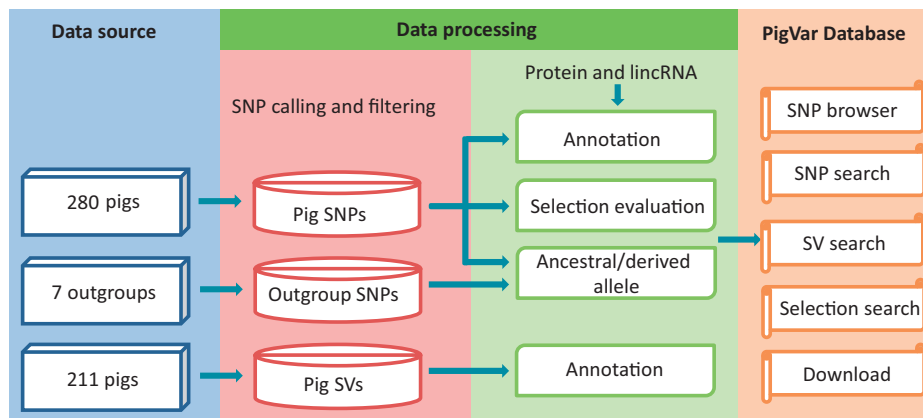 Data source
Data processing
PigVar Database
Protein and lincRNA
SNP calling and filtering
280 pigs
7 outgroups
211 pigs
Pig SNPs
Outgroup SNPs
Pig SVs
Annotation
Selection evaluation
Ancestral/derived
allele
Annotation
SNP browser
SNP search
SV search
Selection search
Download